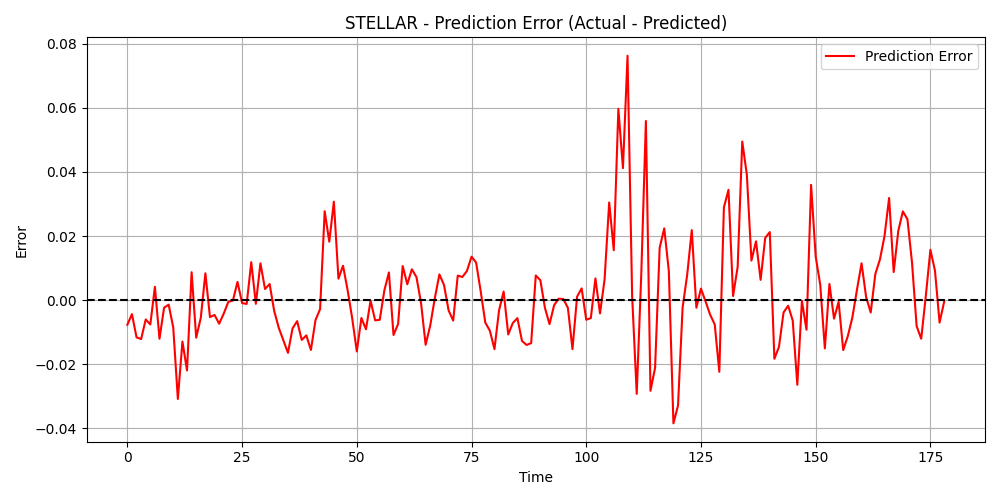 STELLAR - Prediction Error (Actual - Predicted)
Prediction Error
0.08
0.06
0.04
0.02
0.00
−0.02
−0.04
Error
0 25 50 75 100 125 150 175
Time